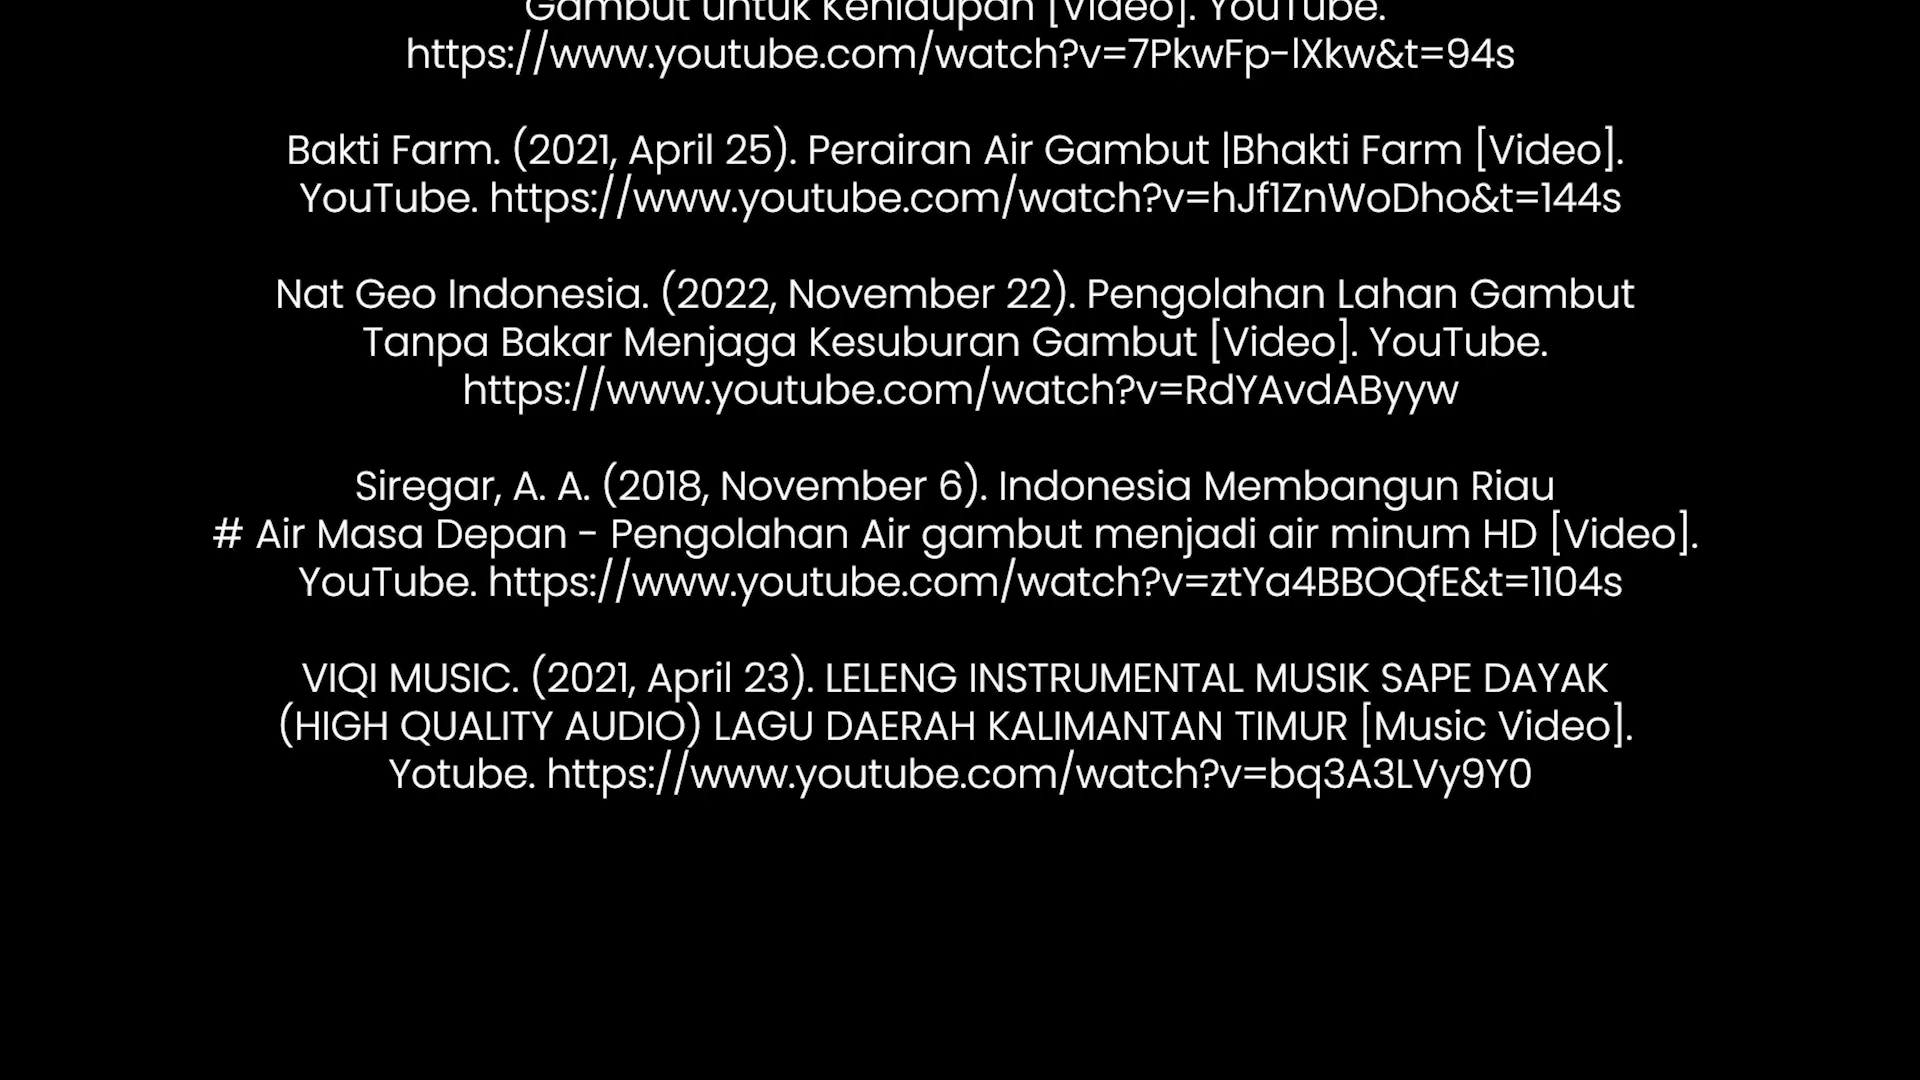 Gambut untuk Kehidupan [Video]. YouTube.
https://www.youtube.com/watch?v=7PkwFp-lXkw&t=94s
Bakti Farm. (2021, April 25). Perairan Air Gambut |Bhakti Farm [Video].
YouTube. https://www.youtube.com/watch?v=hJf1ZnWoDho&t=144s
Nat Geo Indonesia. (2022, November 22). Pengolahan Lahan Gambut
Tanpa Bakar Menjaga Kesuburan Gambut [Video]. YouTube.
https://www.youtube.com/watch?v=RdYAvdAByyw
Siregar, A. A. (2018, November 6). Indonesia Membangun Riau
# Air Masa Depan - Pengolahan Air gambut menjadi air minum HD [Video].
YouTube. https://www.youtube.com/watch?v=ztYa4BBOQfE&t=1104s
VIQI MUSIC. (2021, April 23). LELENG INSTRUMENTAL MUSIK SAPE DAYAK
(HIGH QUALITY AUDIO) LAGU DAERAH KALIMANTAN TIMUR [Music Video].
Yotube. https://www.youtube.com/watch?v=bq3A3LVy9Y0